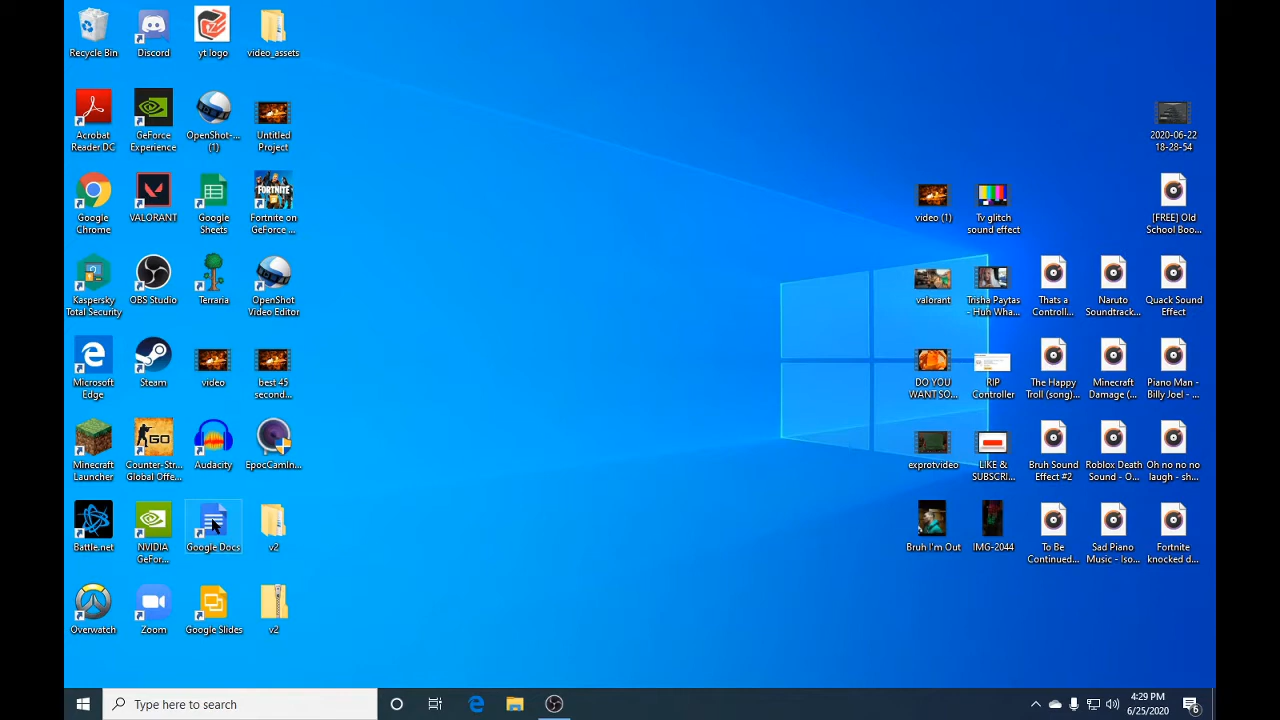 Recycle Bin
Discord
yt logo
video_assets
Acrobat
Reader DC
GeForce
Experience
OpenShot-...
(1)
Untitled
Project
2020-06-22
18-28-54
Google
Chrome
VALORANT
Google
Sheets
FORTNITE
Fortnite on
GeForce ...
video (1)
Tv glitch
sound effect
[FREE] Old
School Boo...
Kaspersky
Total Security
OBS Studio
Terraria
OpenShot
Video Editor
valorant
Trisha Paytas
- Huh Wha...
Thats a
Controll...
Naruto
Soundtrack...
Quack Sound
Effect
Microsoft
Edge
Steam
video
best 45
second...
DO YOU
WANT SO...
RIP
Controller
The Happy
Troll (song)...
Minecraft
Damage (...
Piano Man -
Billy Joel - ...
Minecraft
Launcher
GO
Counter-Str...
Global Offe...
Audacity
EpocCamIn...
exprotvideo
LIKE &
SUBSCRI...
Bruh Sound
Effect #2
Roblox Death
Sound - O...
Oh no no no
laugh - sh...
Battle.net
NVIDIA
GeFor...
Google Docs
v2
Bruh I'm Out
IMG-2044
To Be
Continued...
Sad Piano
Music - Iso...
Fortnite
knocked d...
Overwatch
Zoom
Google Slides
v2
Type here to search
4:29 PM
6/25/2020
6